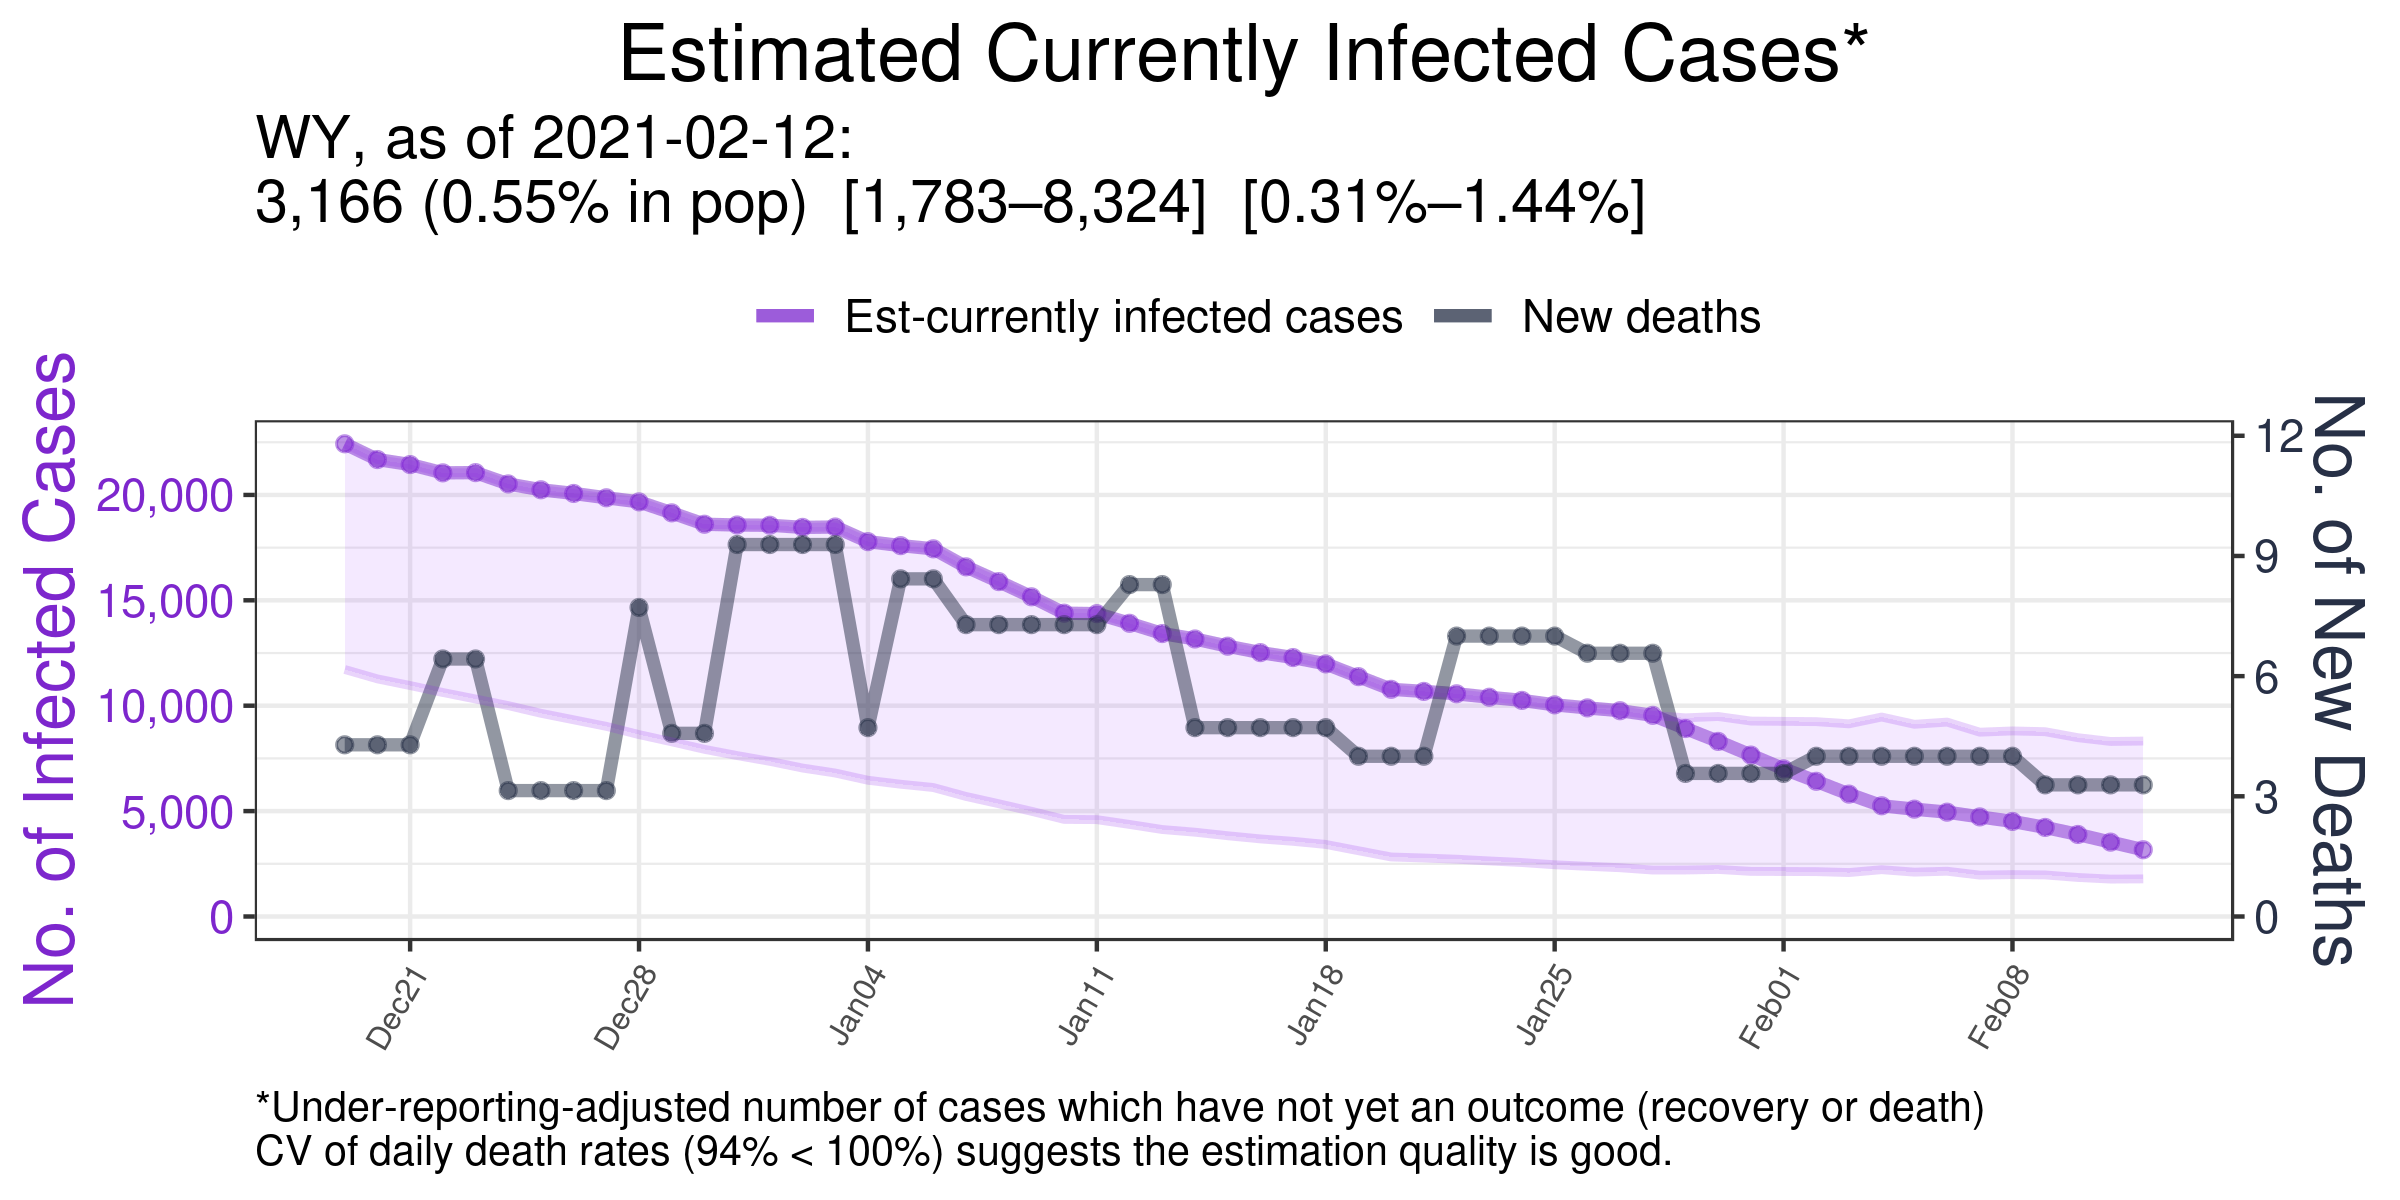 Estimated Currently Infected Cases*
WY, as of 2021-02-12:
3,166 (0.55% in pop)  [1,783–8,324]  [0.31%–1.44%]
Est-currently infected cases
New deaths
No. of Infected Cases
20,000
15,000
10,000
5,000
0
12
9
6
3
0
No. of New Deaths
Dec21
Dec28
Jan04
Jan11
Jan18
Jan25
Feb01
Feb08
*Under-reporting-adjusted number of cases which have not yet an outcome (recovery or death)
CV of daily death rates (94% < 100%) suggests the estimation quality is good.